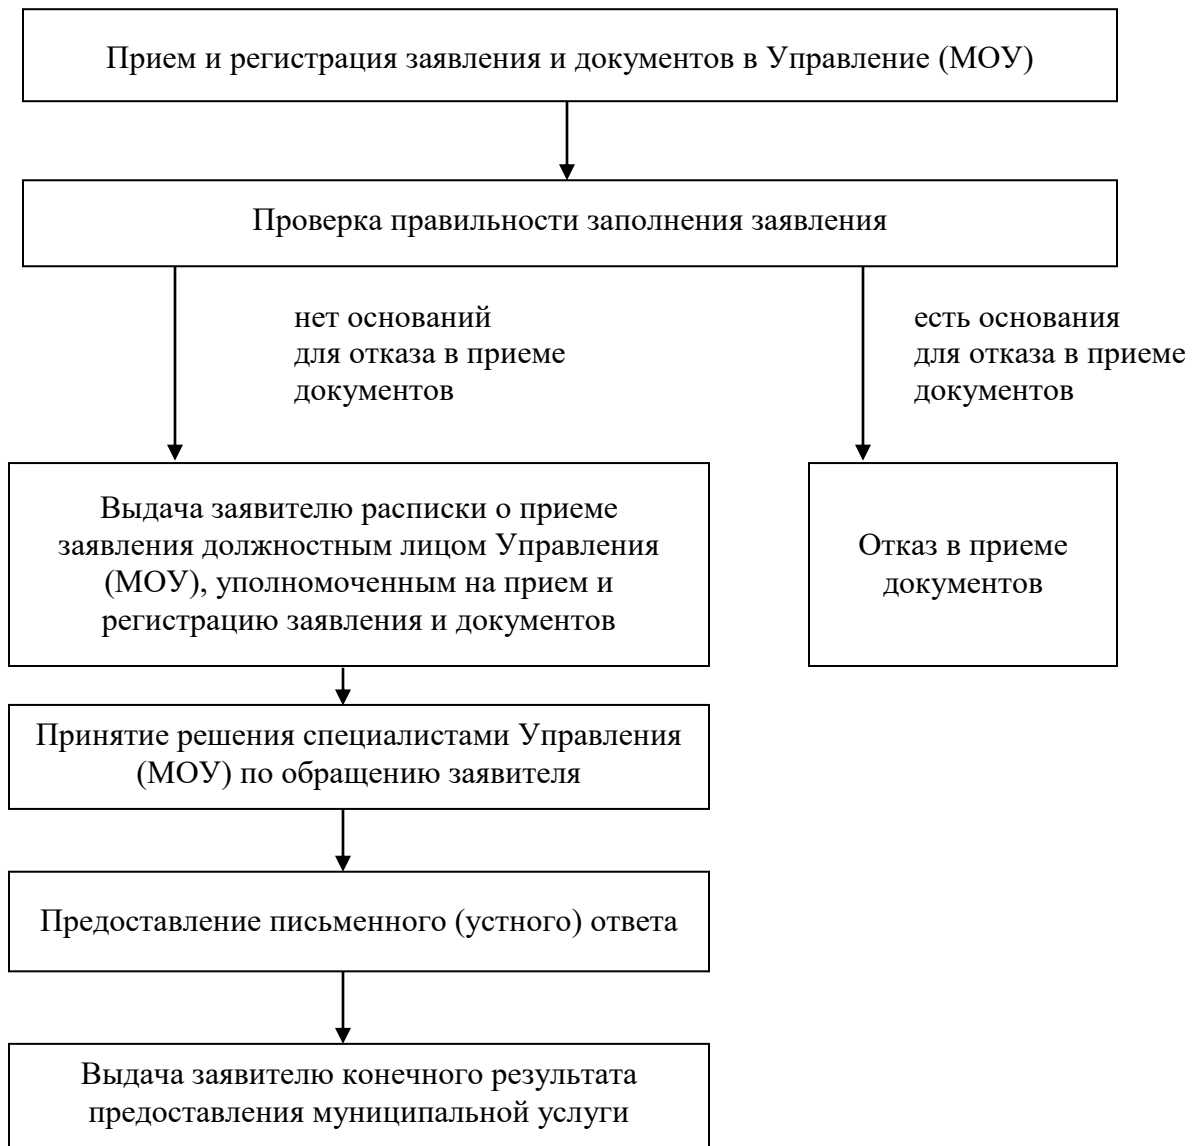 Прием и регистрация заявления и документов в Управление (МОУ)
Проверка правильности заполнения заявления
нет оснований
для отказа в приеме
документов
есть основания
для отказа в приеме
документов
Выдача заявителю расписки о приеме
заявления должностным лицом Управления
(МОУ), уполномоченным на прием и
регистрацию заявления и документов
Отказ в приеме
документов
Принятие решения специалистами Управления
(МОУ) по обращению заявителя
Предоставление письменного (устного) ответа
Выдача заявителю конечного результата
предоставления муниципальной услуги